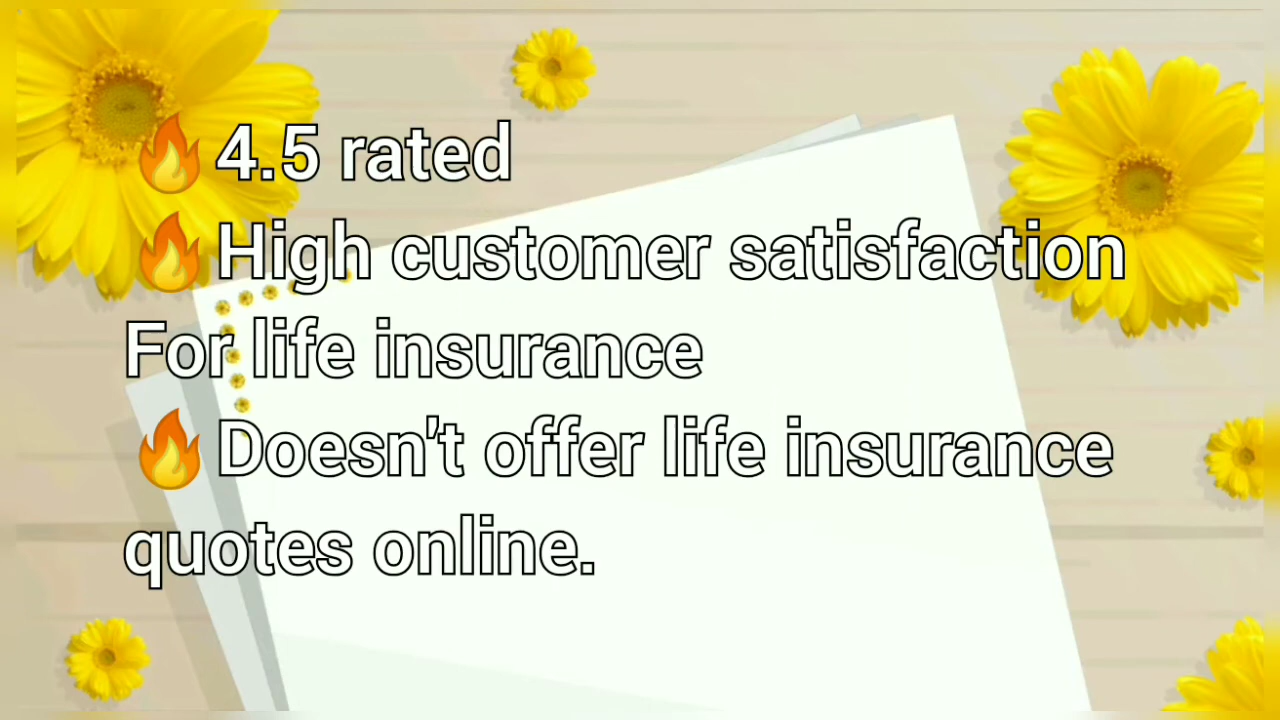 🔥4.5 rated
🔥High customer satisfaction
For life insurance
🔥Doesn't offer life insurance
quotes online.